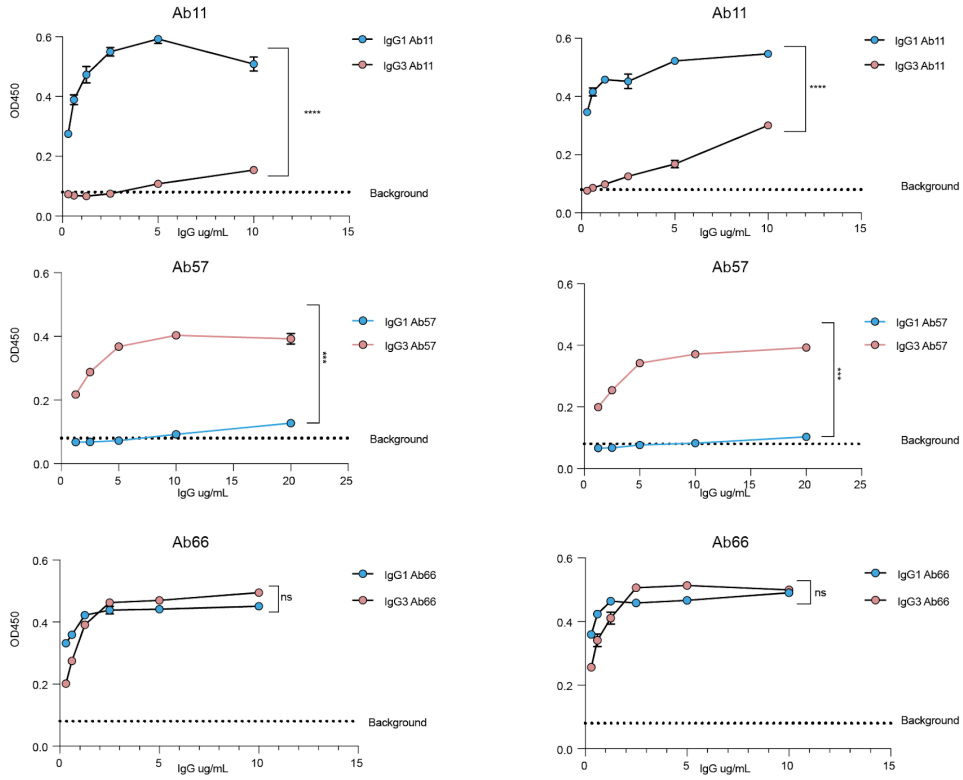 Ab11
0.6
0.4
0.2
0.0
OD450
0
5
10
15
IgG ug/mL
IgG1 Ab11
IgG3 Ab11
****
Background
Ab11
0.6
0.4
0.2
0.0
0
5
10
15
IgG ug/mL
IgG1 Ab11
IgG3 Ab11
****
Background
Ab57
0.6
0.4
0.2
0.0
OD450
0
5
10
15
20
25
IgG ug/mL
IgG1 Ab57
IgG3 Ab57
***
Background
Ab57
0.6
0.4
0.2
0.0
0
5
10
15
20
25
IgG ug/mL
IgG1 Ab57
IgG3 Ab57
***
Background
Ab66
0.6
0.4
0.2
0.0
OD450
0
5
10
15
IgG ug/mL
IgG1 Ab66
IgG3 Ab66
ns
Background
Ab66
0.6
0.4
0.2
0.0
0
5
10
15
IgG ug/mL
IgG1 Ab66
IgG3 Ab66
ns
Background